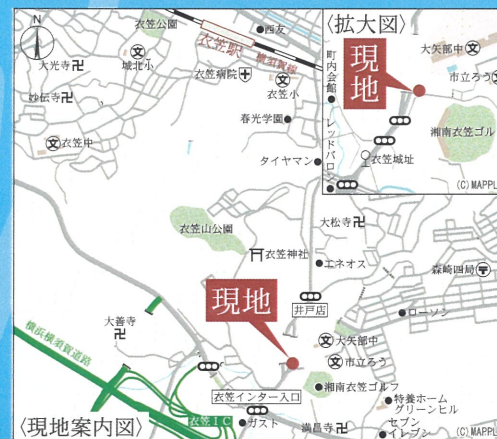 衣笠公園
西友
衣笠駅
横須賀線
城北小
大光寺
衣笠病院
衣笠小
妙伝寺
春光学園
衣笠中
タイヤマン
〈拡大図〉
大矢部中
町内会館
現地
市立ろう
レッドバロン
湘南衣笠ゴル
衣笠城址
(C)MAPPL
大松寺
衣笠山公園
衣笠神社
エネオス
森崎四局
井戸店
現地
ローソン
大善寺
大矢部中
横浜横須賀道路
市立ろう
湘南衣笠ゴルフ
衣笠インター入口
特養ホーム
グリーンヒル
衣笠IC
ガスト
満昌寺
セブン
イレブン
〈現地案内図〉
(C)MAPPL